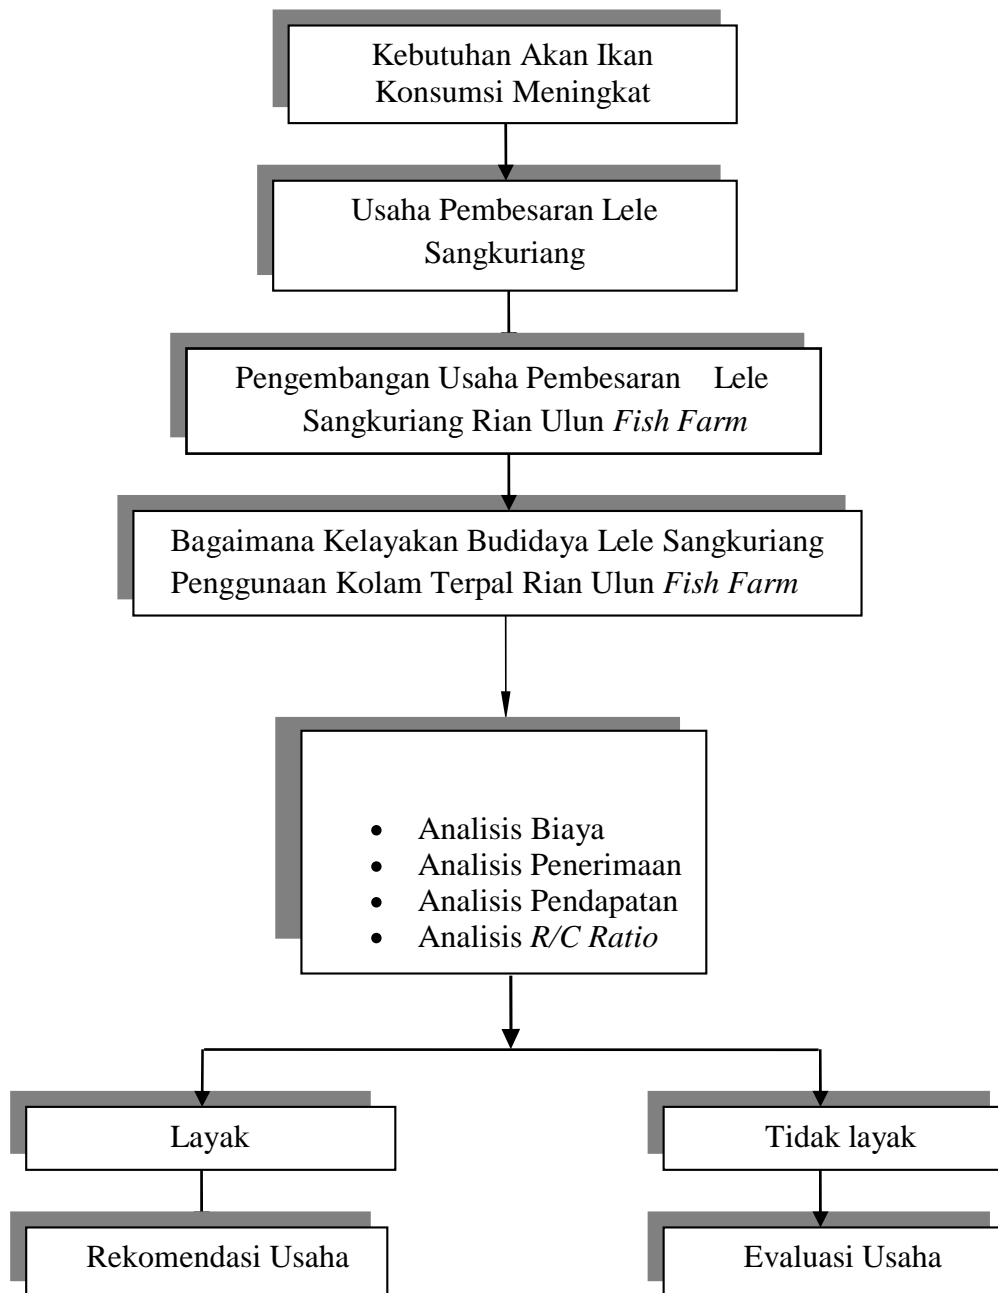 Kebutuhan Akan Ikan
Konsumsi Meningkat
Usaha Pembesaran Lele
Sangkuriang
Pengembangan Usaha Pembesaran Lele
Sangkuriang Rian Ulun Fish Farm
Bagaimana Kelayakan Budidaya Lele Sangkuriang
Penggunaan Kolam Terpal Rian Ulun Fish Farm
• Analisis Biaya
• Analisis Penerimaan
• Analisis Pendapatan
• Analisis R/C Ratio
Layak
Tidak layak
Rekomendasi Usaha
Evaluasi Usaha